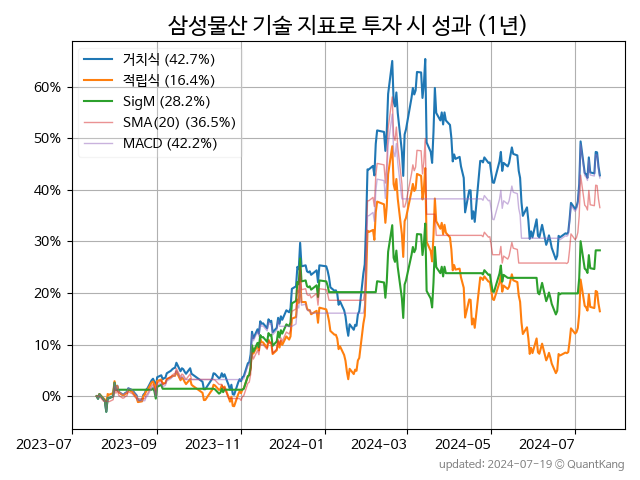 삼성물산 기술 지표로 투자 시 성과 (1년)
거치식 (42.7%)
적립식 (16.4%)
SigM (28.2%)
SMA(20) (36.5%)
MACD (42.2%)
60%
50%
40%
30%
20%
10%
0%
2023-07 2023-09 2023-11 2024-01 2024-03 2024-05 2024-07
updated: 2024-07-19 © QuantKang